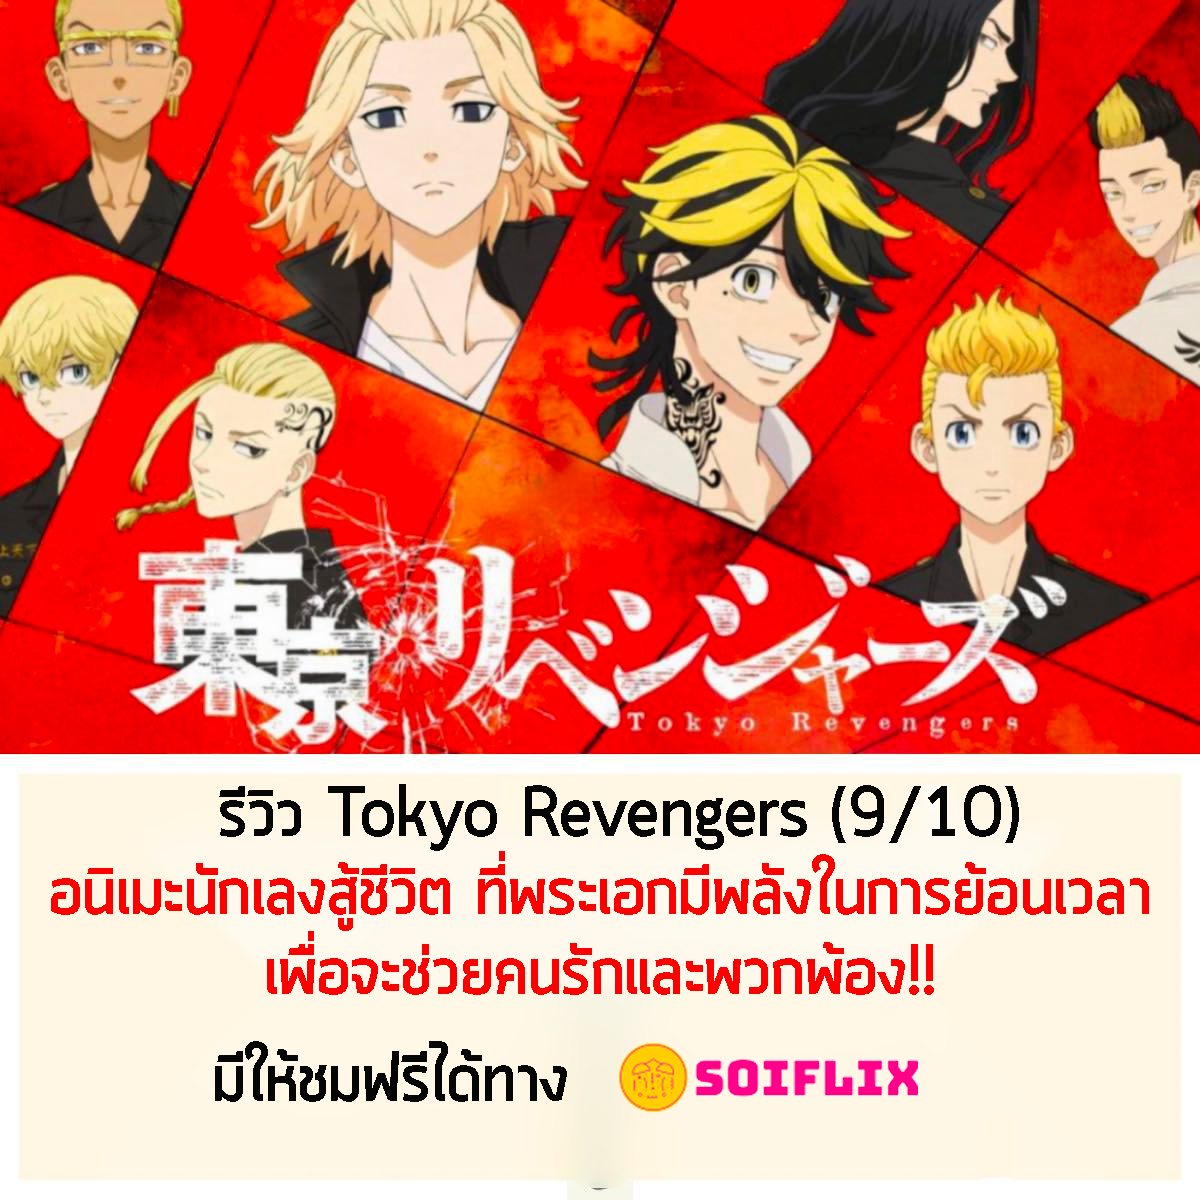 上天下
東京リベンジャーズ
Tokyo Revengers
รีวิว Tokyo Revengers (9/10)
อนิเมะนักเลงสู้ชีวิต ที่พระเอกมีพลังในการย้อนเวลา
เพื่อจะช่วยคนรักและพวกพ้อง!!
มีให้ชมฟรีได้ทาง SOIFLIX